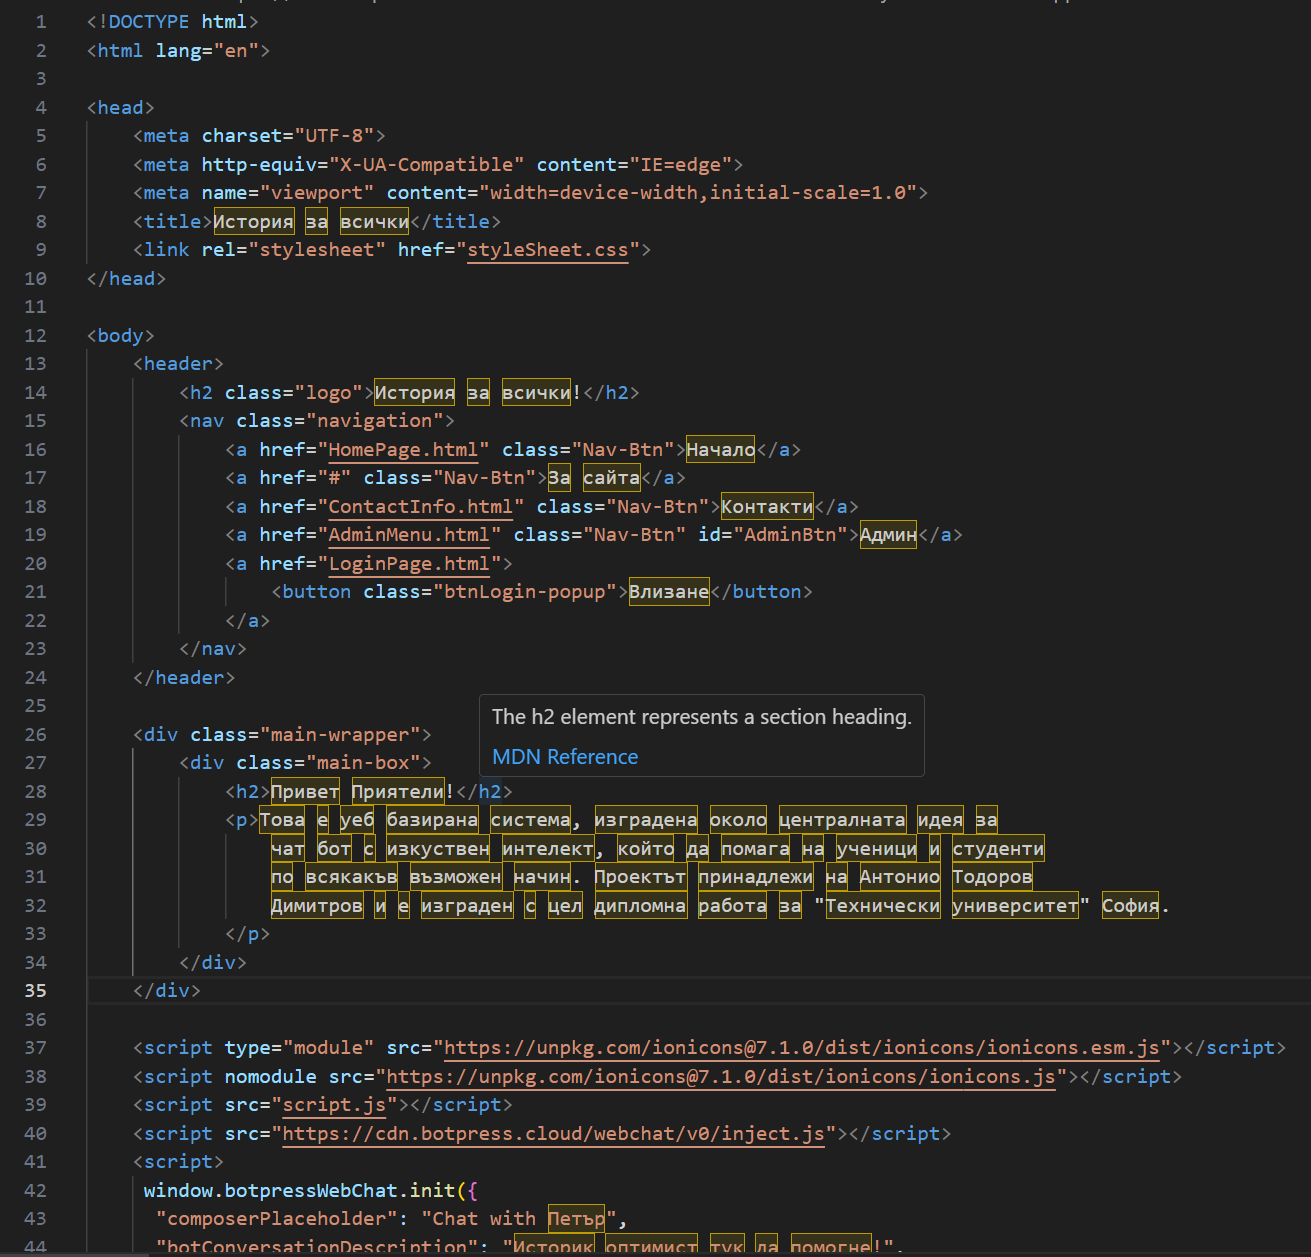 1 <!DOCTYPE html>
2 <html lang="en">
3
4 <head>
5 <meta charset="UTF-8">
6 <meta http-equiv="X-UA-Compatible" content="IE=edge">
7 <meta name="viewport" content="width=device-width,initial-scale=1.0">
8 <title>История за всички</title>
9 <link rel="stylesheet" href="styleSheet.css">
10 </head>
11
12 <body>
13 <header>
14 <h2 class="logo">История за всички!</h2>
15 <nav class="navigation">
16 <a href="HomePage.html" class="Nav-Btn">Начало</a>
17 <a href="#" class="Nav-Btn">За сайта</a>
18 <a href="ContactInfo.html" class="Nav-Btn">Контакти</a>
19 <a href="AdminMenu.html" class="Nav-Btn" id="AdminBtn">Админ</a>
20 <a href="LoginPage.html">
21 <button class="btnLogin-popup">Влизане</button>
22 </a>
23 </nav>
24 </header>
25
The h2 element represents a section heading.
26 <div class="main-wrapper">
MDN Reference
27 <div class="main-box">
28 <h2>Привет Приятели!</h2>
29 <p>Това е уеб базирана система, изградена около централната идея за
30 чат бот с изкуствен интелект, който да помага на ученици и студенти
31 по всякакъв възможен начин. Проектът принадлежи на Антонио Тодоров
32 Димитров и е изграден с цел дипломна работа за "Технически университет" София.
33 </p>
34 </div>
35 </div>
36
37 <script type="module" src="https://unpkg.com/ionicons@7.1.0/dist/ionicons/ionicons.esm.js"></script>
38 <script nomodule src="https://unpkg.com/ionicons@7.1.0/dist/ionicons/ionicons.js"></script>
39 <script src="script.js"></script>
40 <script src="https://cdn.botpress.cloud/webchat/v0/inject.js"></script>
41 <script>
42 window.botpressWebChat.init({
43 "composerPlaceholder": "Chat with Петър",
44 "botConversationDescription": "Историк оптимист тук да помогне!",